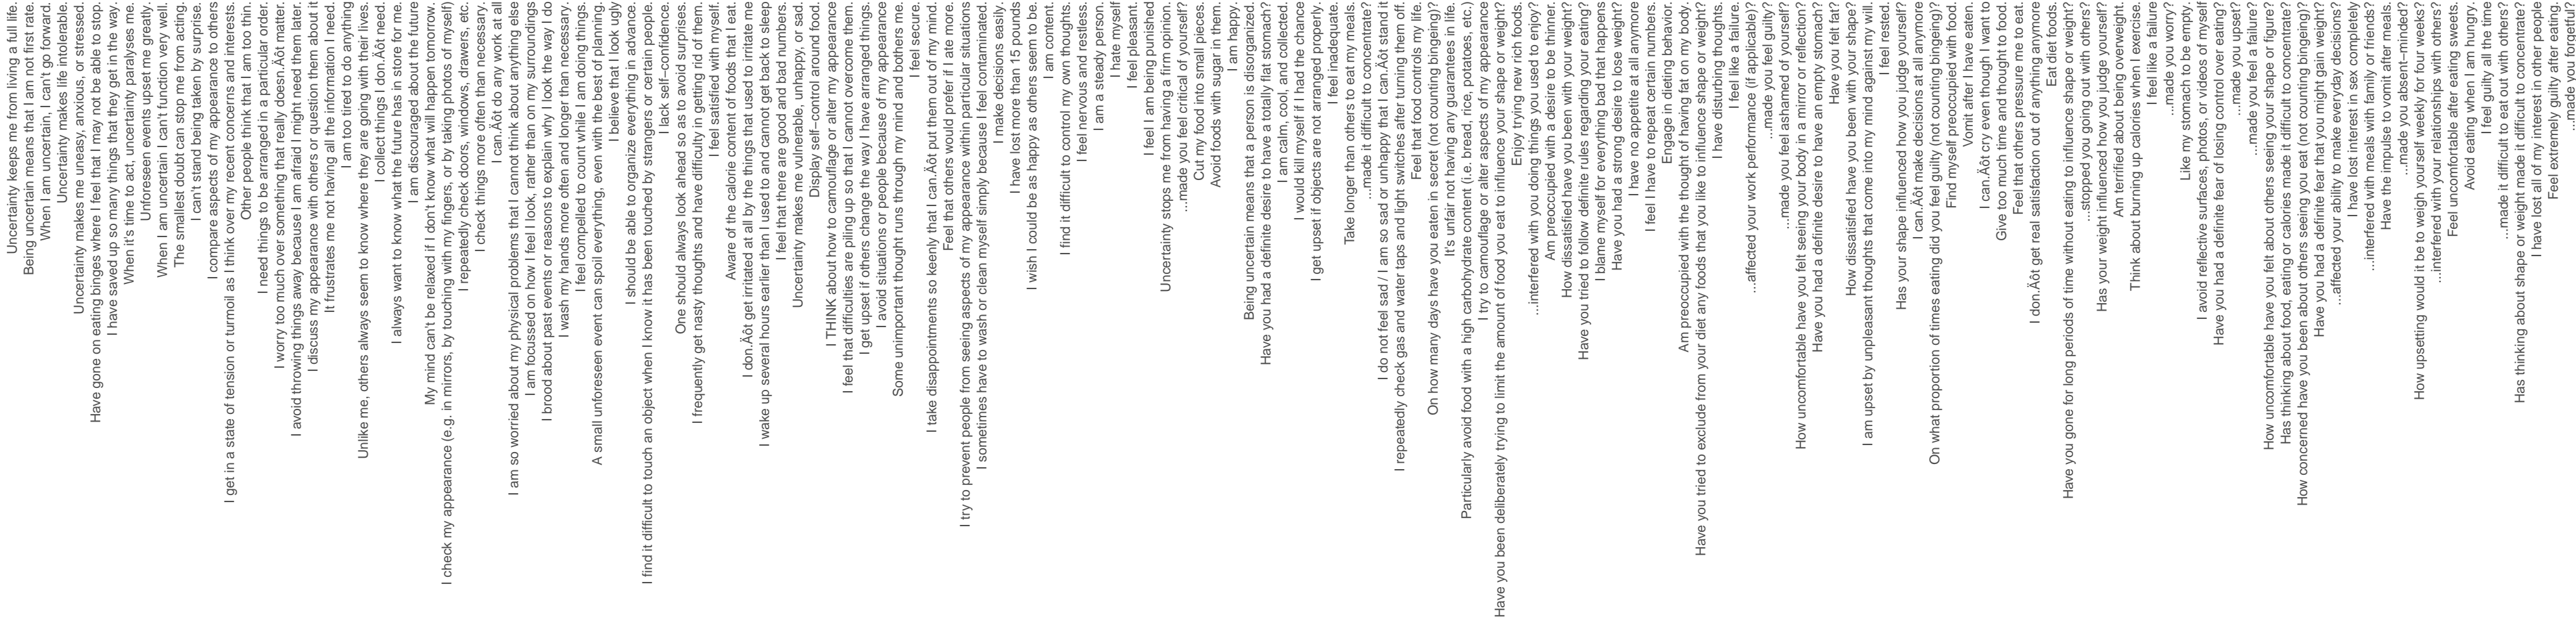 Uncertainty keeps me from living a full life.
Being uncertain means that I am not first rate.
When I am uncertain, I can't go forward.
Uncertainty makes life intolerable.
Uncertainty makes me uneasy, anxious, or stressed.
Have gone on eating binges where I feel that I may not be able to stop.
I have saved up so many things that they get in the way.
When it's time to act, uncertainty paralyses me.
Unforeseen events upset me greatly.
When I am uncertain I can't function very well.
The smallest doubt can stop me from acting.
I can't stand being taken by surprise.
I compare aspects of my appearance to others
I get in a state of tension or turmoil as I think over my recent concerns and interests.
Other people think that I am too thin.
I need things to be arranged in a particular order.
I worry too much over something that really doesn.Äôt matter.
I avoid throwing things away because I am afraid I might need them later.
I discuss my appearance with others or question them about it
It frustrates me not having all the information I need.
I am too tired to do anything
Unlike me, others always seem to know where they are going with their lives.
I collect things I don.Äôt need.
I always want to know what the future has in store for me.
I am discouraged about the future
My mind can't be relaxed if I don't know what will happen tomorrow.
I check my appearance (e.g. in mirrors, by touching with my fingers, or by taking photos of myself)
I repeatedly check doors, windows, drawers, etc.
I check things more often than necessary.
I can.Äôt do any work at all
I am so worried about my physical problems that I cannot think about anything else
I am focussed on how I feel I look, rather than on my surroundings
I brood about past events or reasons to explain why I look the way I do
I wash my hands more often and longer than necessary.
I feel compelled to count while I am doing things.
A small unforeseen event can spoil everything, even with the best of planning.
I believe that I look ugly
I should be able to organize everything in advance.
I find it difficult to touch an object when I know it has been touched by strangers or certain people.
I lack self−confidence.
One should always look ahead so as to avoid surprises.
I frequently get nasty thoughts and have difficulty in getting rid of them.
I feel satisfied with myself.
Aware of the calorie content of foods that I eat.
I don.Äôt get irritated at all by the things that used to irritate me
I wake up several hours earlier than I used to and cannot get back to sleep
I feel that there are good and bad numbers.
Uncertainty makes me vulnerable, unhappy, or sad.
Display self−control around food.
I THINK about how to camouflage or alter my appearance
I feel that difficulties are piling up so that I cannot overcome them.
I get upset if others change the way I have arranged things.
I avoid situations or people because of my appearance
Some unimportant thought runs through my mind and bothers me.
I feel secure.
I take disappointments so keenly that I can.Äôt put them out of my mind.
Feel that others would prefer if I ate more.
I try to prevent people from seeing aspects of my appearance within particular situations
I sometimes have to wash or clean myself simply because I feel contaminated.
I make decisions easily.
I have lost more than 15 pounds
I wish I could be as happy as others seem to be.
I am content.
I find it difficult to control my own thoughts.
I feel nervous and restless.
I am a steady person.
I hate myself
I feel pleasant.
I feel I am being punished
Uncertainty stops me from having a firm opinion.
...made you feel critical of yourself?
Cut my food into small pieces.
Avoid foods with sugar in them.
I am happy.
Being uncertain means that a person is disorganized.
Have you had a definite desire to have a totally flat stomach?
I am calm, cool, and collected.
I would kill myself if I had the chance
I get upset if objects are not arranged properly.
I feel inadequate.
Take longer than others to eat my meals.
...made it difficult to concentrate?
I do not feel sad / I am so sad or unhappy that I can.Äôt stand it
I repeatedly check gas and water taps and light switches after turning them off.
Feel that food controls my life.
On how many days have you eaten in secret (not counting bingeing)?
It's unfair not having any guarantees in life.
Particularly avoid food with a high carbohydrate content (i.e. bread, rice, potatoes, etc.)
I try to camouflage or alter aspects of my appearance
Have you been deliberately trying to limit the amount of food you eat to influence your shape or weight?
Enjoy trying new rich foods.
...interfered with you doing things you used to enjoy?
Am preoccupied with a desire to be thinner.
How dissatisfied have you been with your weight?
Have you tried to follow definite rules regarding your eating?
I blame myself for everything bad that happens
Have you had a strong desire to lose weight?
I have no appetite at all anymore
I feel I have to repeat certain numbers.
Engage in dieting behavior.
Am preoccupied with the thought of having fat on my body.
Have you tried to exclude from your diet any foods that you like to influence your shape or weight?
I have disturbing thoughts.
I feel like a failure.
...affected your work performance (if applicable)?
...made you feel guilty?
...made you feel ashamed of yourself?
How uncomfortable have you felt seeing your body in a mirror or reflection?
Have you had a definite desire to have an empty stomach?
Have you felt fat?
How dissatisfied have you been with your shape?
I am upset by unpleasant thoughts that come into my mind against my will.
I feel rested.
Has your shape influenced how you judge yourself?
I can.Äôt make decisions at all anymore
On what proportion of times eating did you feel guilty (not counting bingeing)?
Find myself preoccupied with food.
Vomit after I have eaten.
I can.Äôt cry even though I want to
Give too much time and thought to food.
Feel that others pressure me to eat.
I don.Äôt get real satisfaction out of anything anymore
Eat diet foods.
Have you gone for long periods of time without eating to influence shape or weight?
...stopped you going out with others?
Has your weight influenced how you judge yourself?
Am terrified about being overweight.
Think about burning up calories when I exercise.
I feel like a failure
...made you worry?
Like my stomach to be empty.
I avoid reflective surfaces, photos, or videos of myself
Have you had a definite fear of losing control over eating?
...made you upset?
...made you feel a failure?
How uncomfortable have you felt about others seeing your shape or figure?
Has thinking about food, eating or calories made it difficult to concentrate?
How concerned have you been about others seeing you eat (not counting bingeing)?
Have you had a definite fear that you might gain weight?
...affected your ability to make everyday decisions?
I have lost interest in sex completely
...interfered with meals with family or friends?
Have the impulse to vomit after meals.
...made you absent−minded?
How upsetting would it be to weigh yourself weekly for four weeks?
...interfered with your relationships with others?
Feel uncomfortable after eating sweets.
Avoid eating when I am hungry.
I feel guilty all the time
...made it difficult to eat out with others?
Has thinking about shape or weight made it difficult to concentrate?
I have lost all of my interest in other people
Feel extremely guilty after eating.
...made you forgetful?